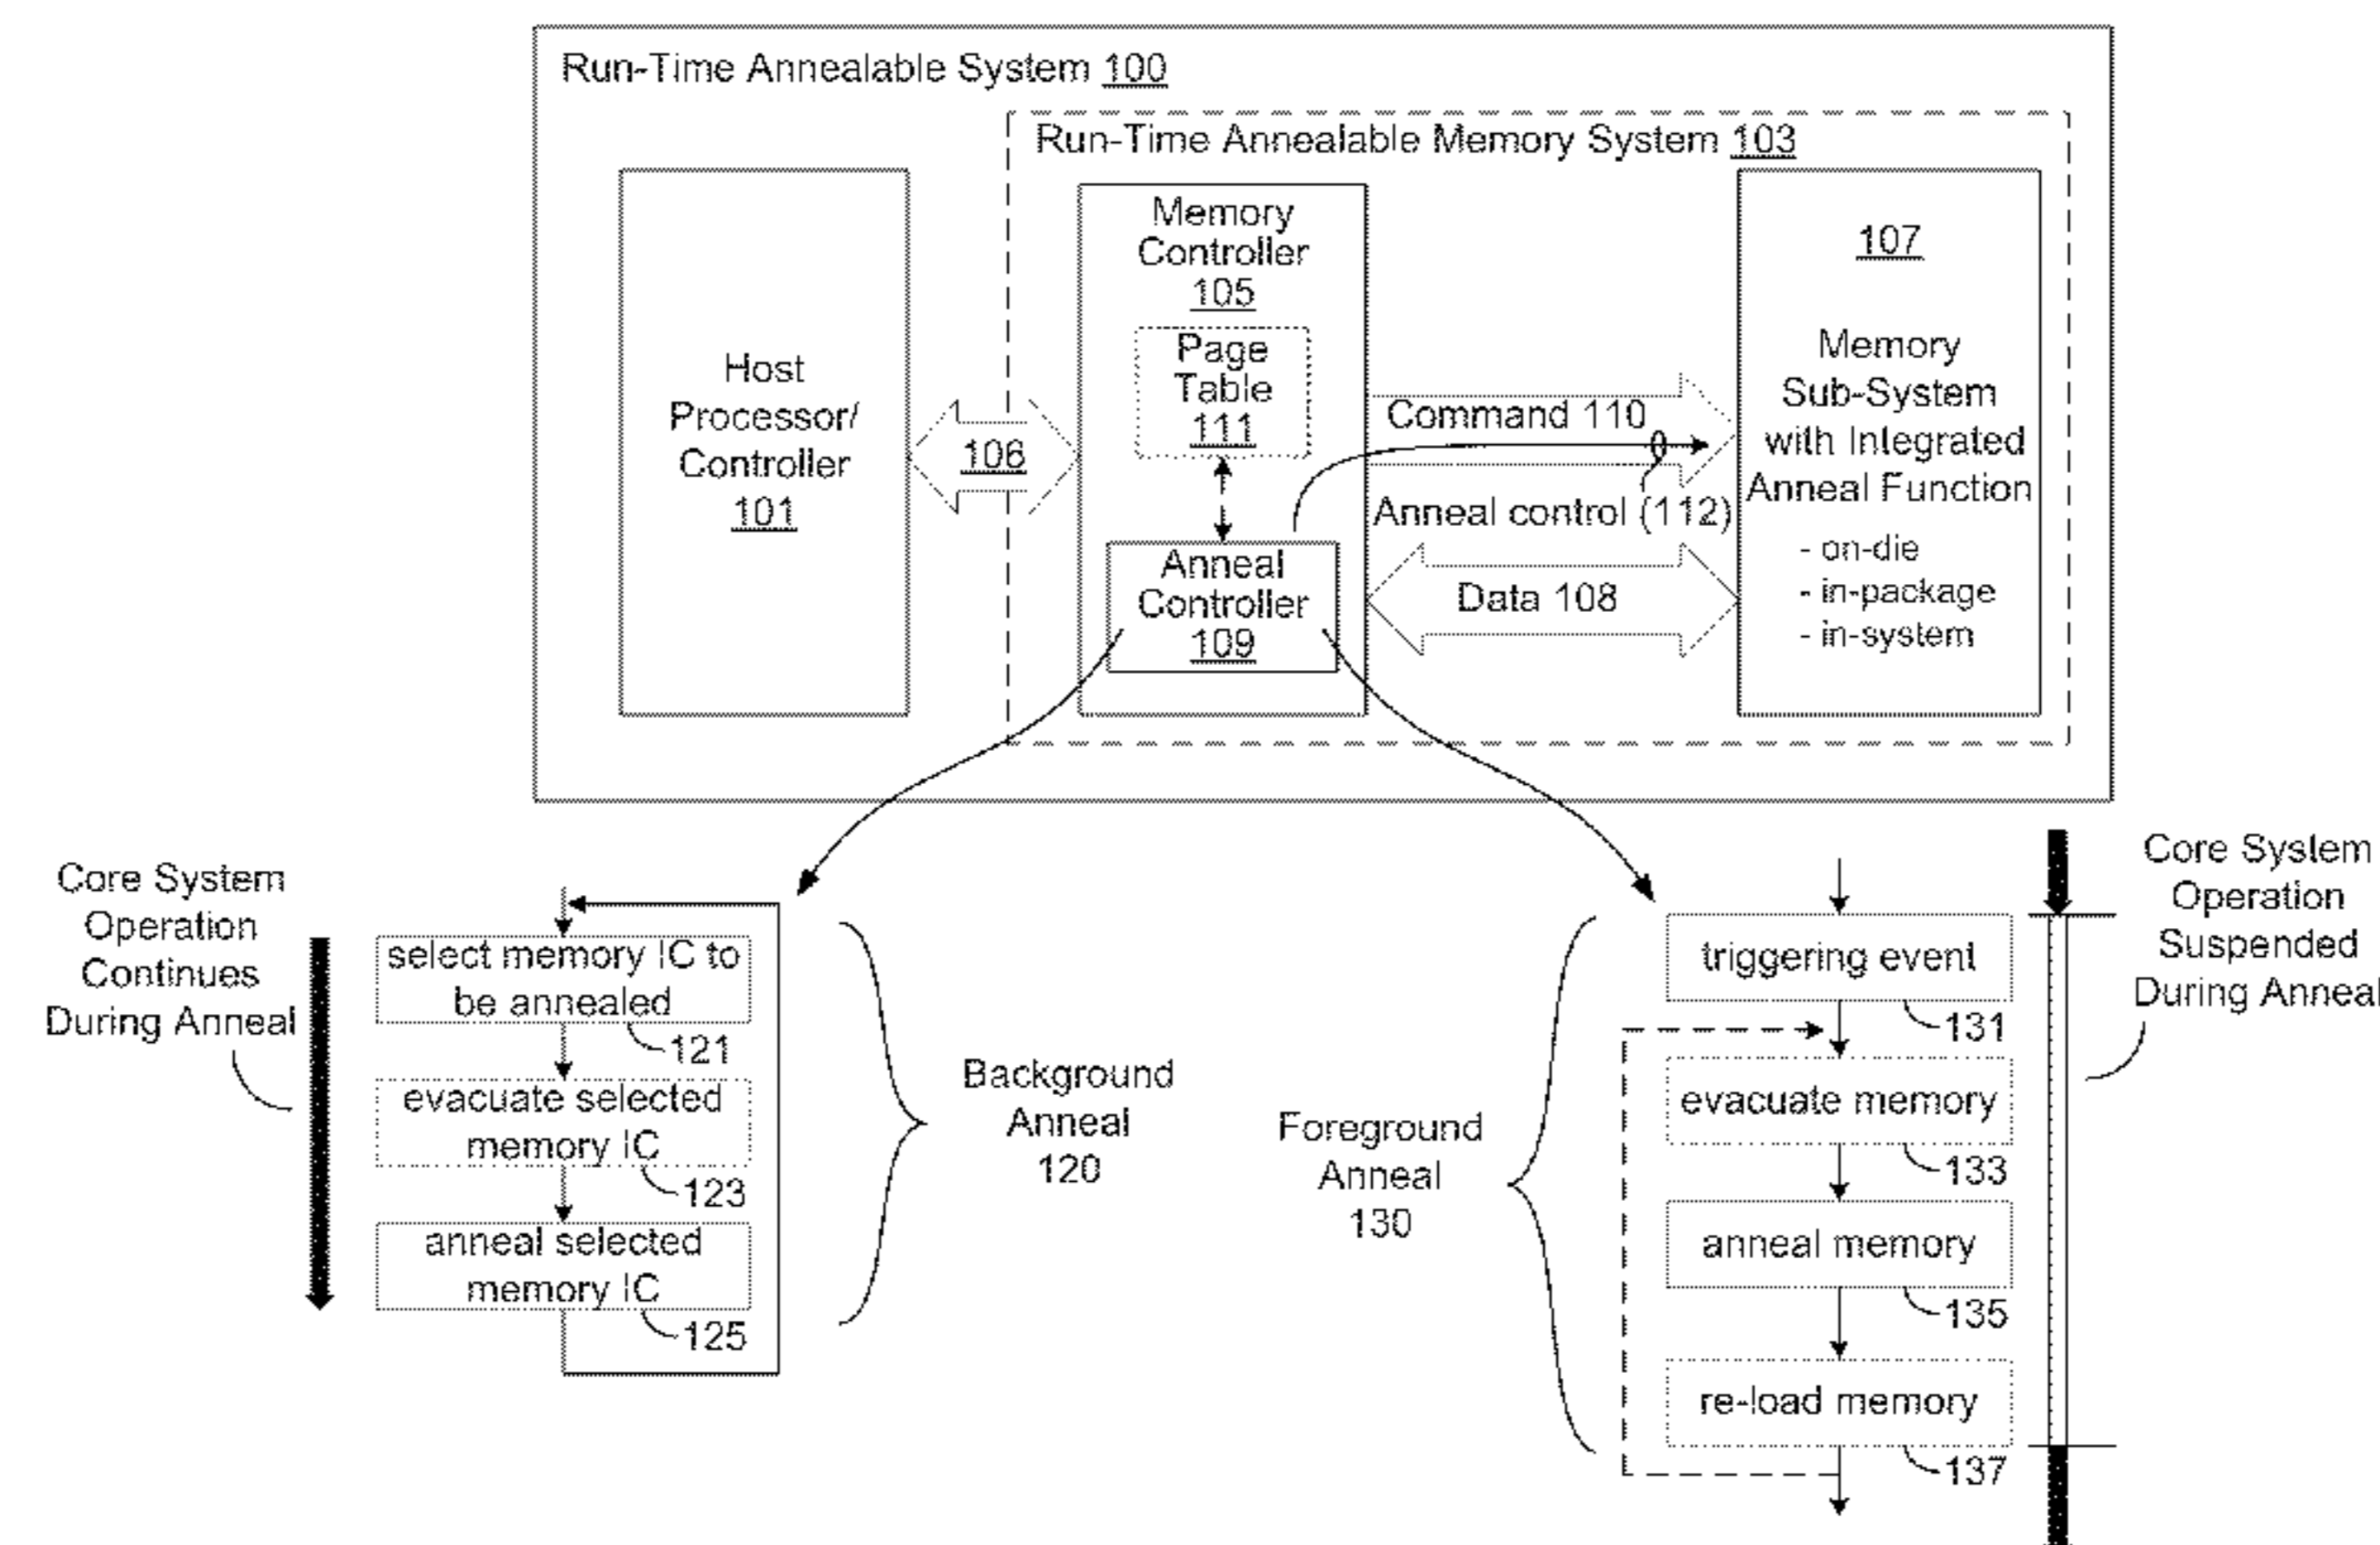 Run-Time Annealable System 100
Run-Time Annealable Memory System 103
Host
Processor/
Controller
101
106
Memory
Controller
105
Page
Table
111
Anneal
Controller
109
Command 110
Anneal control (112)
Data 108
107
Memory
Sub-System
with Integrated
Anneal Function
- on-die
- in-package
- in-system
Core System
Operation
Continues
During Anneal
select memory IC to
be annealed
121
evacuate selected
memory IC
123
anneal selected
memory IC
125
Background
Anneal
120
Foreground
Anneal
130
triggering event
131
evacuate memory
133
anneal memory
135
re-load memory
137
Core System
Operation
Suspended
During Anneal